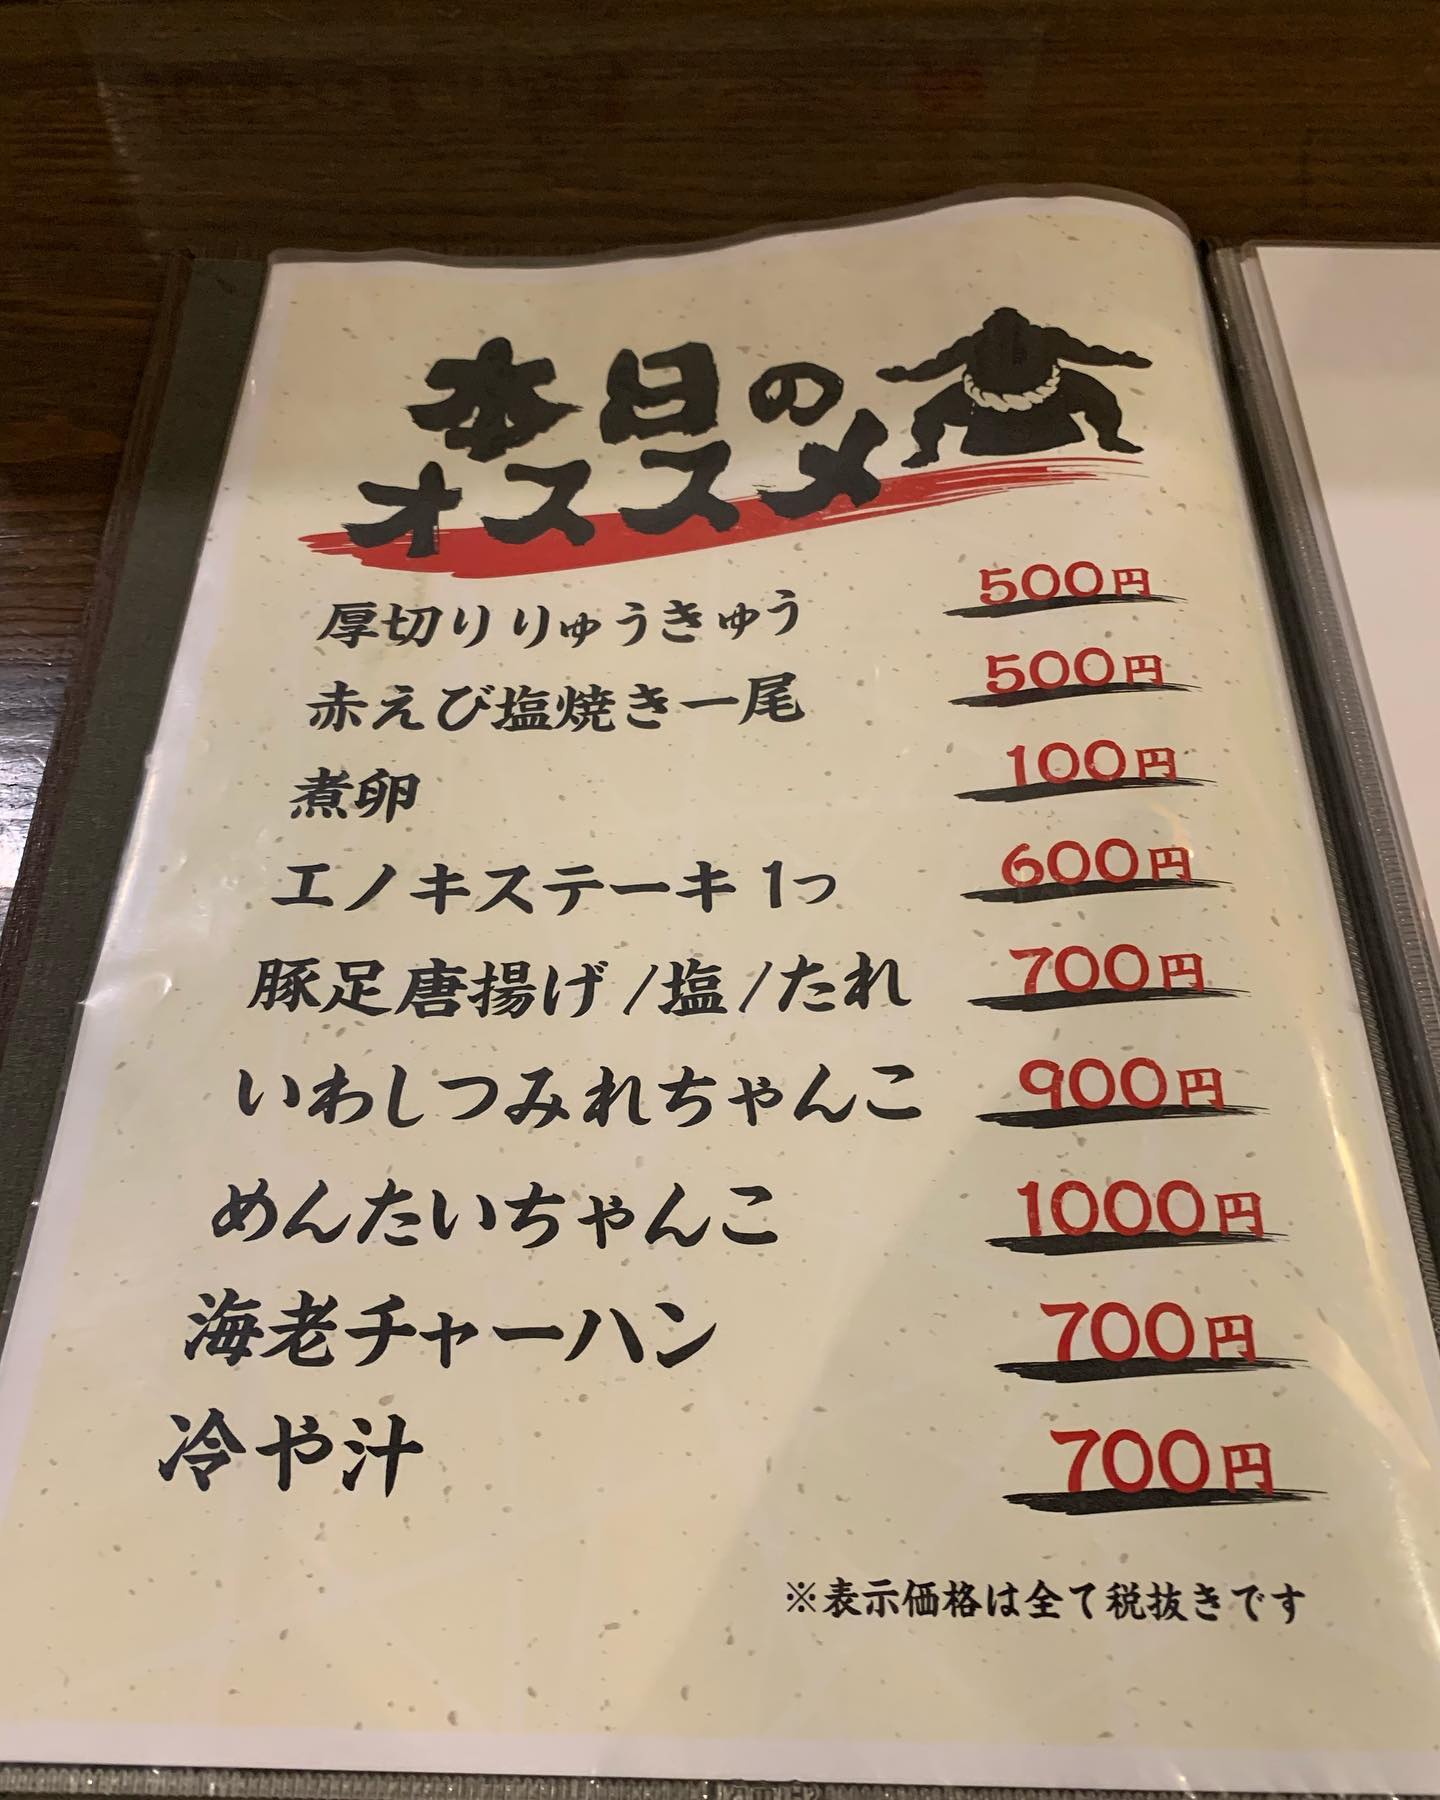 本日の
オススメ
厚切りりゅうきゅう 500円
赤えび塩焼き一尾 500円
煮卵 100円
エノキステーキ 1つ 600円
豚足唐揚げ/塩/たれ 700円
いわしつみれちゃんこ 900円
めんたいちゃんこ 1000円
海老チャーハン 700円
冷や汁 700円
※表示価格は全て税抜きです